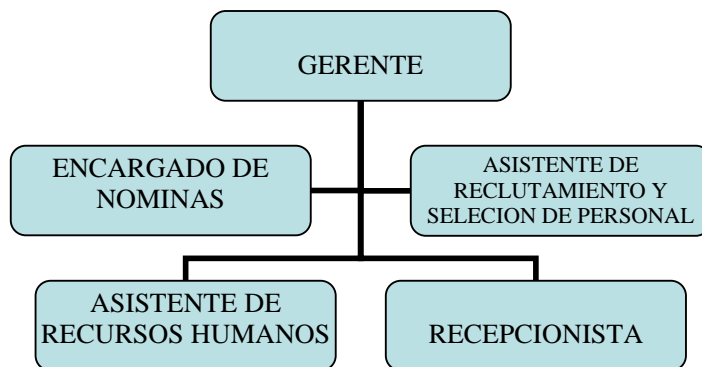 GERENTE
ENCARGADO DE
NOMINAS
ASISTENTE DE
RECLUTAMIENTO Y
SELECION DE PERSONAL
ASISTENTE DE
RECURSOS HUMANOS
RECEPCIONISTA